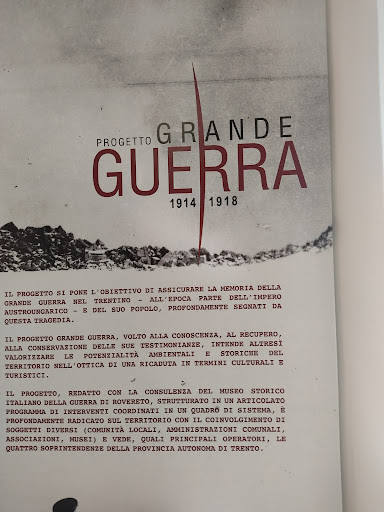 PROGETTO GRANDE
GUERRA
1914 1918
IL PROGETTO SI PONE L'OBIETTIVO DI ASSICURARE LA MEMORIA DELLA
GRANDE GUERRA NEL TRENTINO - ALL'EPOCA PARTE DELL'IMPERO
AUSTROUNGARICO - E DEL SUO POPOLO, PROFONDAMENTE SEGNATI DA
QUESTA TRAGEDIA.
IL PROGETTO GRANDE GUERRA, VOLTO ALLA CONOSCENZA, AL RECUPERO,
ALLA CONSERVAZIONE DELLE SUE TESTIMONIANZE, INTENDE ALTRESÌ
VALORIZZARE LE POTENZIALITÀ AMBIENTALI E STORICHE DEL
TERRITORIO NELL'OTTICA DI UNA RICADUTA IN TERMINI CULTURALI E
TURISTICI.
IL PROGETTO, REDATTO CON LA CONSULENZA DEL MUSEO STORICO
ITALIANO DELLA GUERRA DI ROVERETO, STRUTTURATO IN UN ARTICOLATO
PROGRAMMA DI INTERVENTI COORDINATI IN UN QUADRO DI SISTEMA, È
PROFONDAMENTE RADICATO SUL TERRITORIO CON IL COINVOLGIMENTO DI
SOGGETTI DIVERSI (COMUNITÀ LOCALI, AMMINISTRAZIONI COMUNALI,
ASSOCIAZIONI, MUSEI) E VEDE, QUALI PRINCIPALI OPERATORI, LE
QUATTRO SOPRINTENDENZE DELLA PROVINCIA AUTONOMA DI TRENTO.